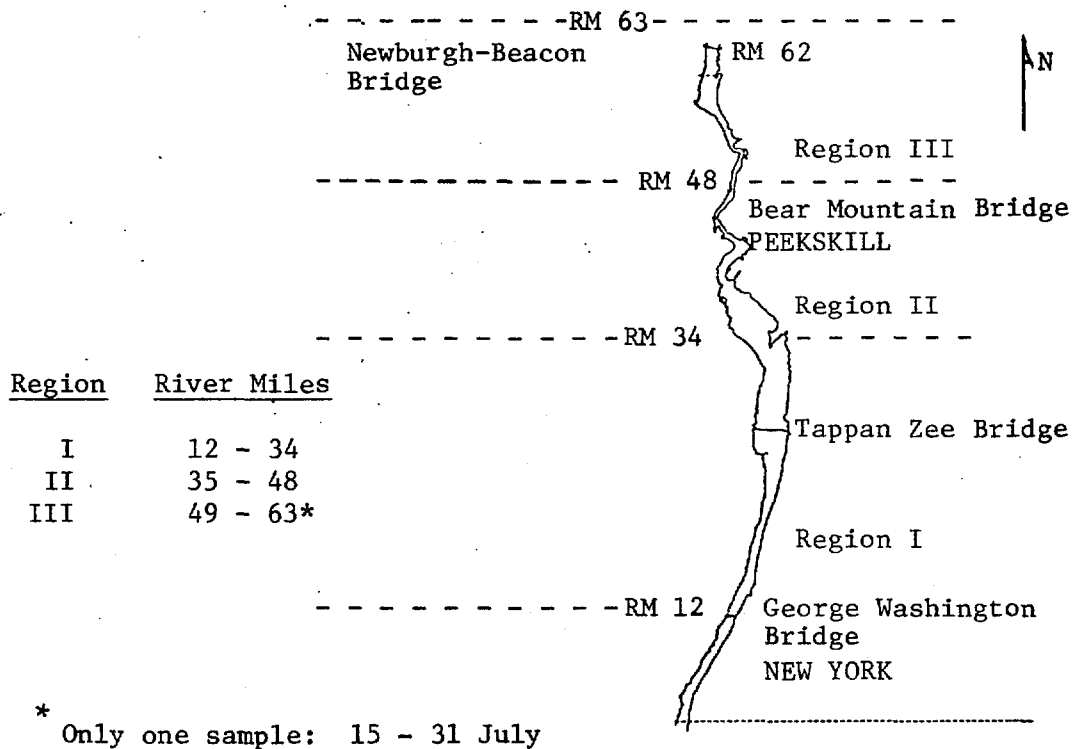 RM 63
Newburgh-Beacon
Bridge
RM 62
N
Region III
RM 48
Bear Mountain Bridge
PEEKSKILL
Region II
RM 34
Region River Miles
I 12 - 34
II 35 - 48
III 49 - 63*
Tappan Zee Bridge
Region I
RM 12
George Washington
Bridge
NEW YORK
* Only one sample: 15 - 31 July